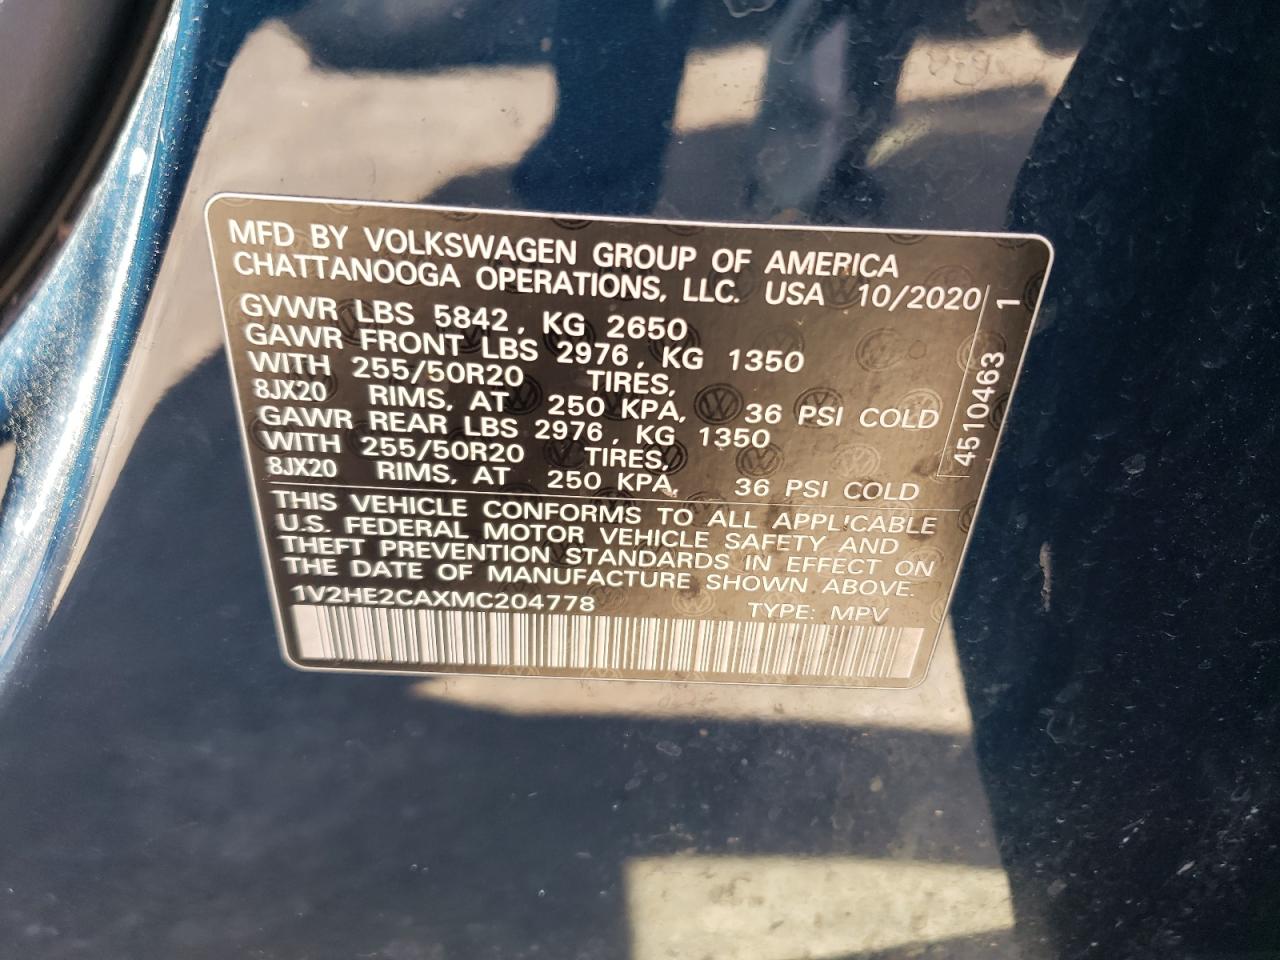 MFD BY VOLKSWAGEN GROUP OF AMERICA
CHATTANOOGA OPERATIONS, LLC. USA 10/2020
GVWR LBS 5842, KG 2650
GAWR FRONT LBS 2976, KG 1350
WITH 255/50R20 TIRES,
8JX20 RIMS, AT 250 KPA, 36 PSI COLD
GAWR REAR LBS 2976, KG 1350
WITH 255/50R20 TIRES,
8JX20 RIMS, AT 250 KPA, 36 PSI COLD
THIS VEHICLE CONFORMS TO ALL APPLICABLE
U.S. FEDERAL MOTOR VEHICLE SAFETY AND
THEFT PREVENTION STANDARDS IN EFFECT ON
THE DATE OF MANUFACTURE SHOWN ABOVE.
1V2HE2CAXMC204778 TYPE: MPV
4510463 1